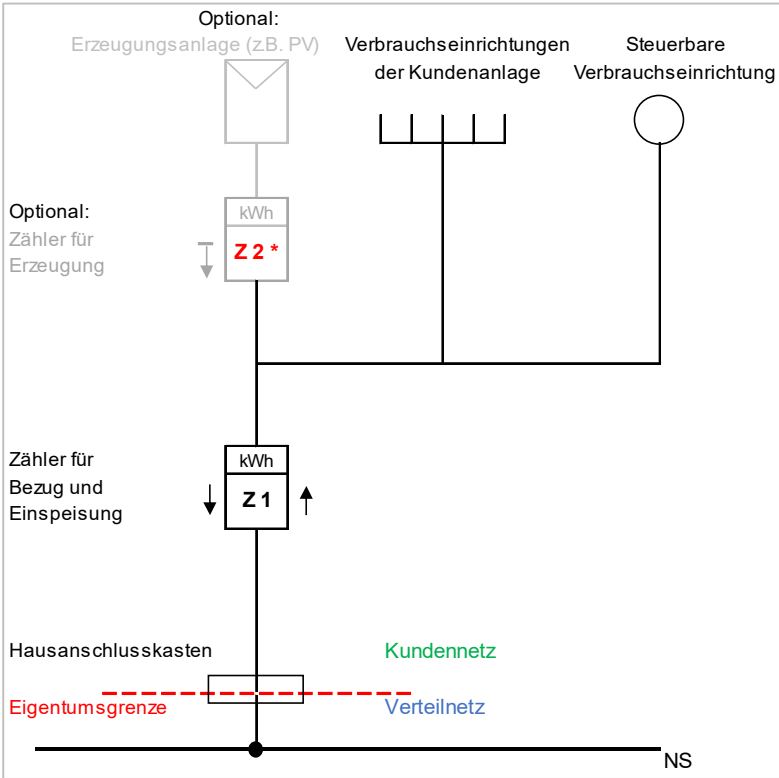 Optional:
Erzeugungsanlage (z.B. PV)
Verbrauchseinrichtungen
der Kundenanlage
Steuerbare
Verbrauchseinrichtung
Optional:
Zähler für
Erzeugung
kWh
Z 2 *
Zähler für
Bezug und
Einspeisung
kWh
Z 1
Hausanschlusskasten
Kundennetz
Eigentumsgrenze
Verteilnetz
NS